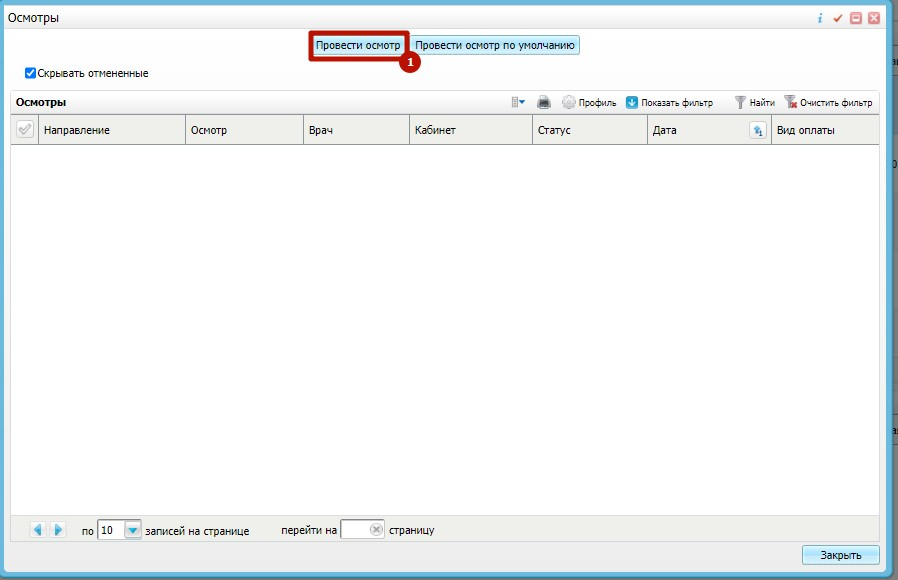 Осмотры
Провести осмотр Провести осмотр по умолчанию
1
Скрывать отмененные
Осмотры Профиль Показать фильтр Найти Очистить фильтр
Направление Осмотр Врач Кабинет Статус Дата 1 Вид оплаты
по 10 записей на странице перейти на страницу
Закрыть